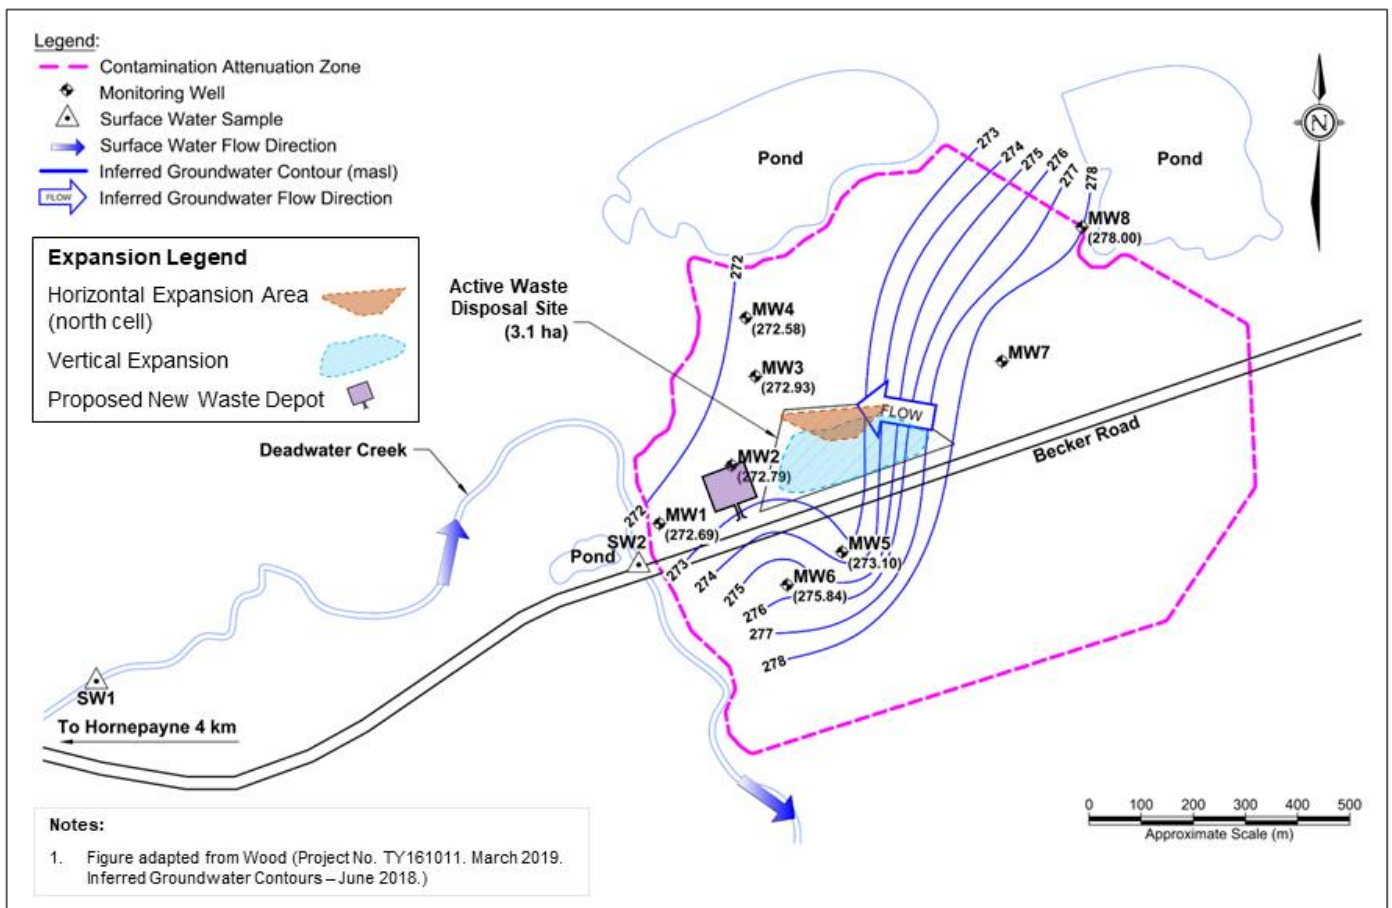 Legend:
Contamination Attenuation Zone
Monitoring Well
Surface Water Sample
Surface Water Flow Direction
Inferred Groundwater Contour (masl)
FLOW
Inferred Groundwater Flow Direction
Expansion Legend
Horizontal Expansion Area
(north cell)
Vertical Expansion
Proposed New Waste Depot
Pond
Pond
N
273
274
275
276
277
278
MW8
(278.00)
272
Active Waste
Disposal Site
(3.1 ha)
MW4
(272.58)
MW3
(272.93)
MW7
FLOW
Becker Road
Deadwater Creek
MW2
(272.79)
272
MW1
(272.69)
SW2
Pond
MW5
(273.10)
MW6
(275.84)
273
274
275
276
277
278
SW1
To Hornepayne 4 km
0 100 200 300 400 500
Approximate Scale (m)
Notes:
1. Figure adapted from Wood (Project No. TY161011. March 2019.
Inferred Groundwater Contours – June 2018.)